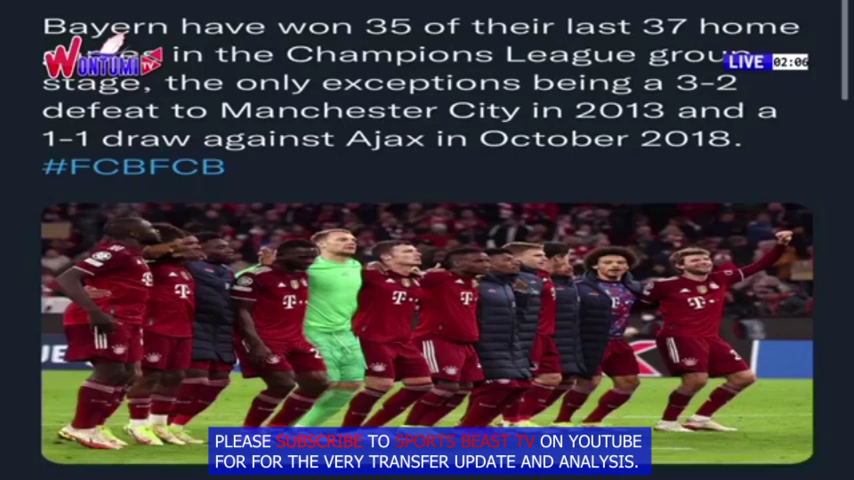 Bayern have won 35 of their last 37 home
in the Champions League group
stage, the only exceptions being a 3-2
defeat to Manchester City in 2013 and a
1-1 draw against Ajax in October 2018.
#FCBFCB
WONTUMI TV
LIVE 02:06
T
T
T
T
T
PLEASE SUBSCRIBE TO SPORTS BEAST TV ON YOUTUBE
FOR FOR THE VERY TRANSFER UPDATE AND ANALYSIS.